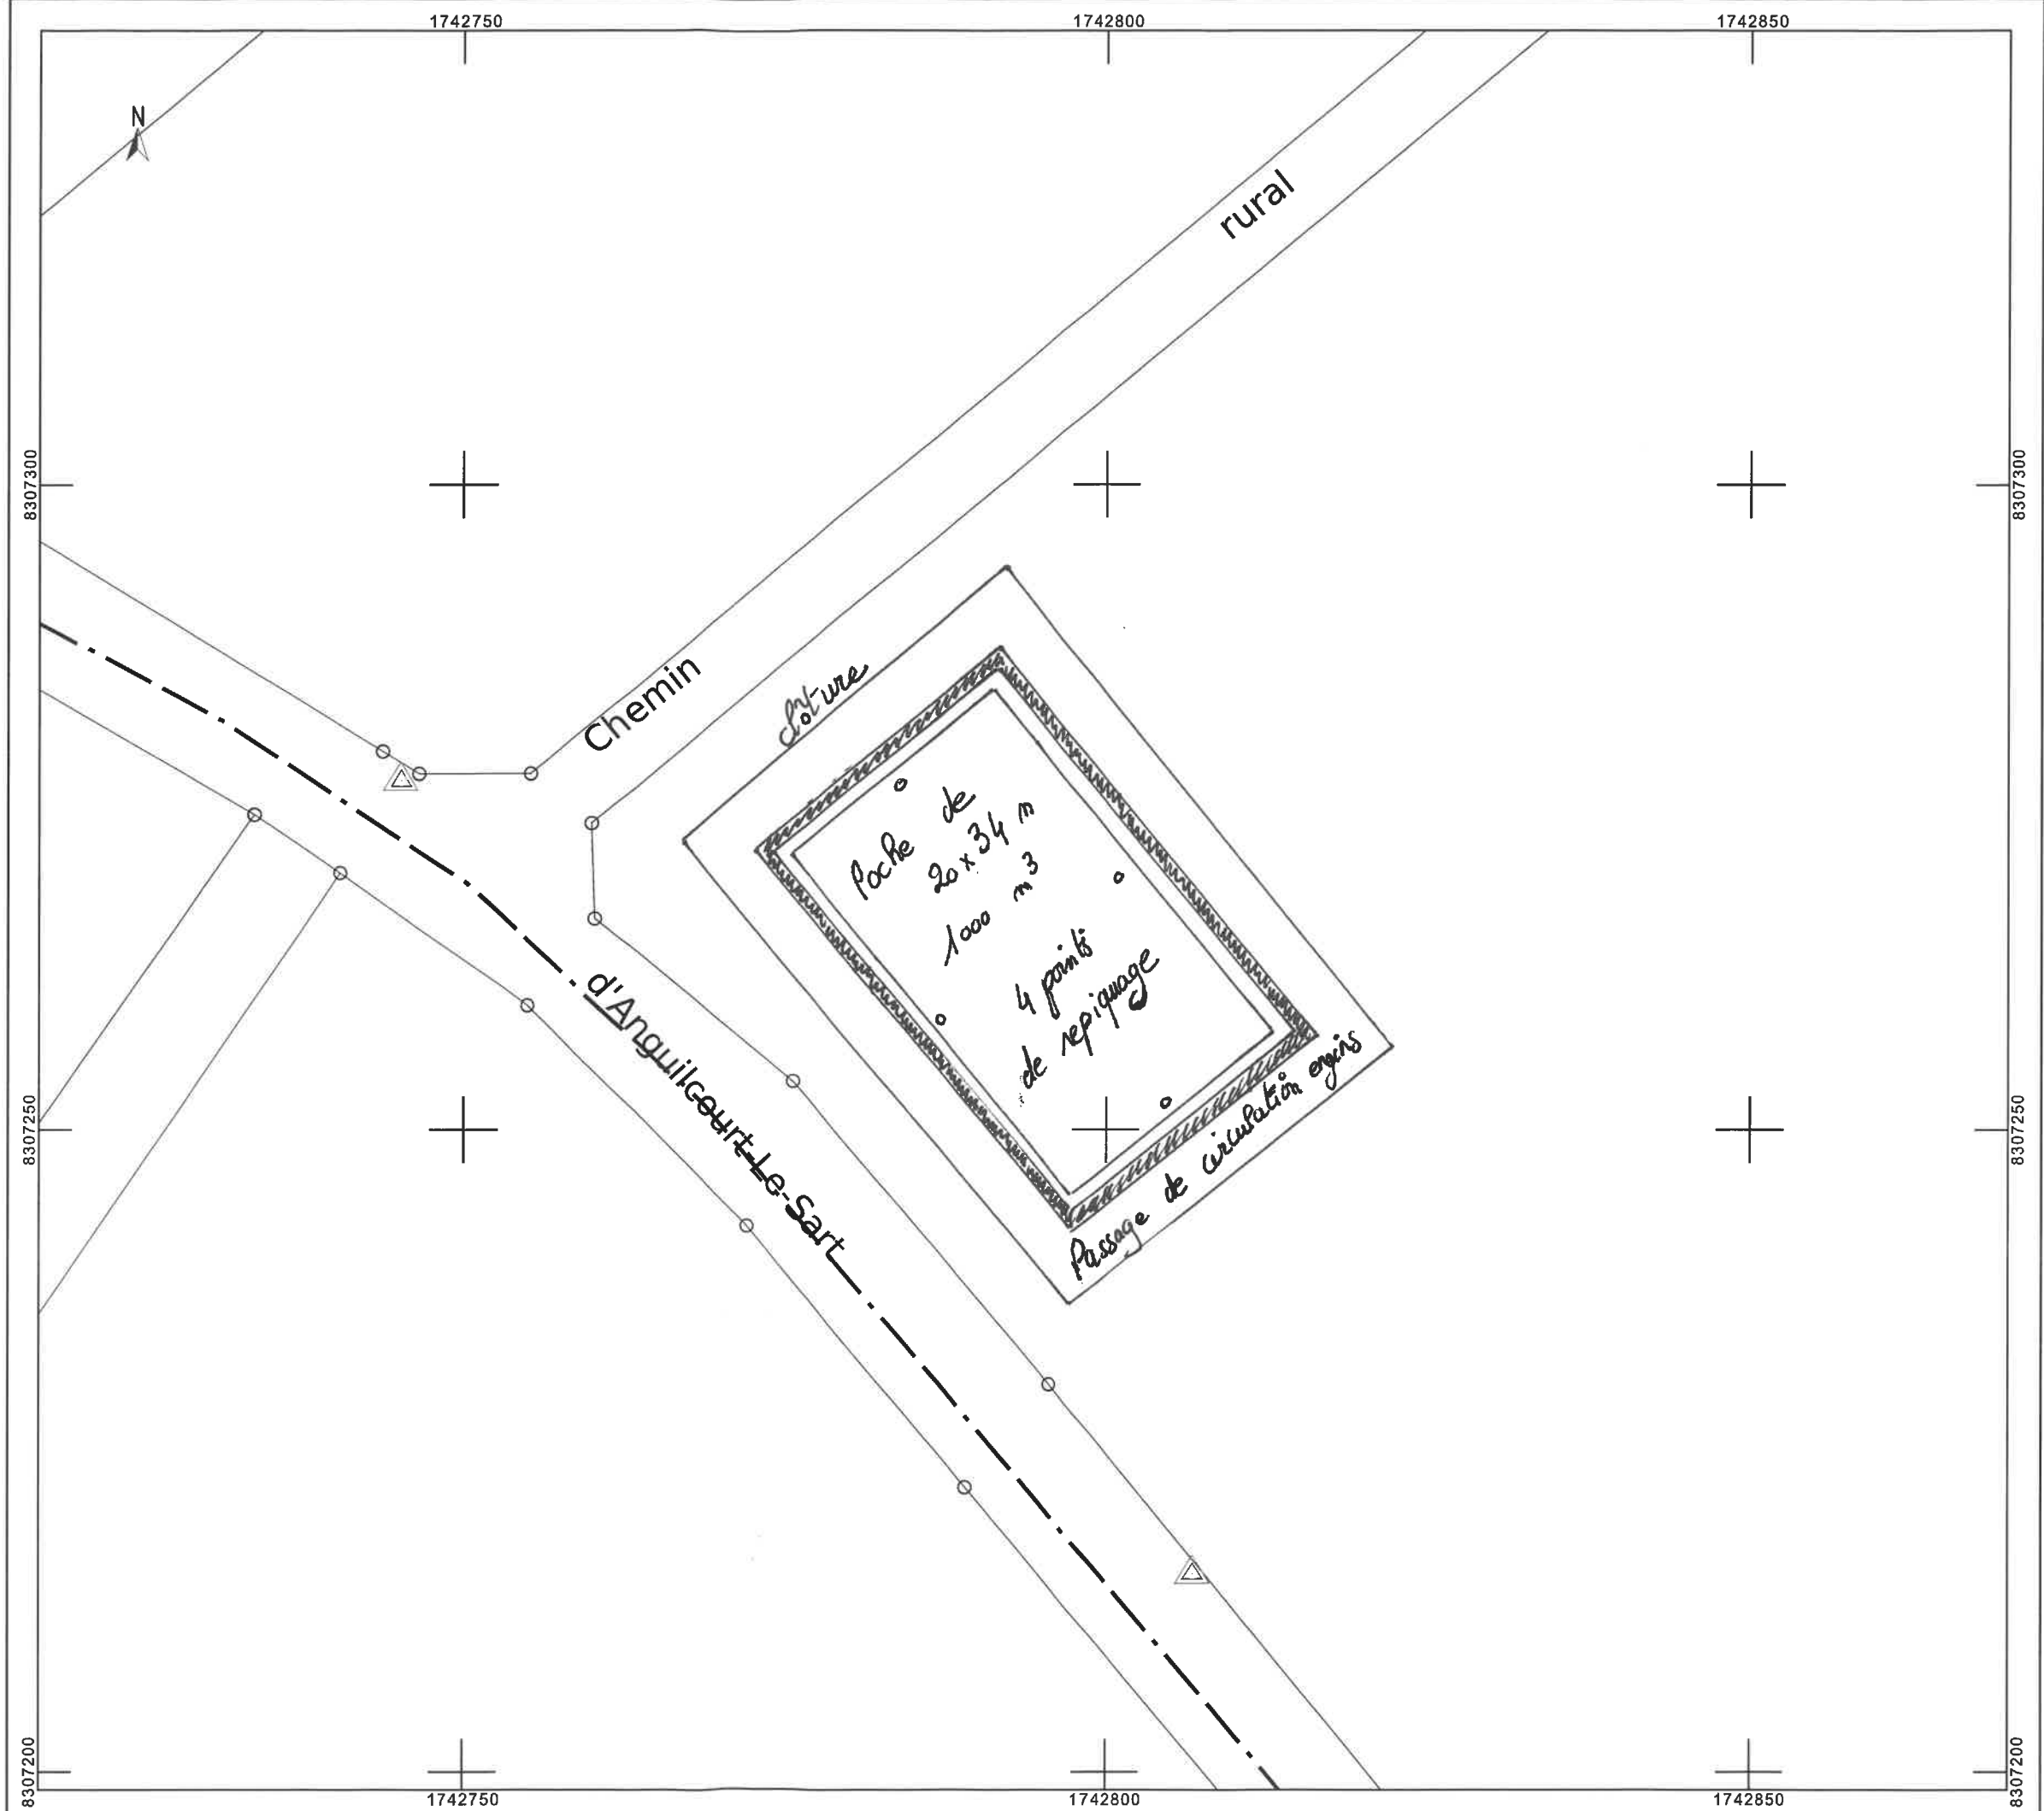 1742750
1742800
1742850
N
rural
8307300
8307300
Chemin
Cloture
Poche de
20 x 34 m
1000 m3
4 points
de repiquage
d'Anguilcourt-Le-Sart
Passage de circulation engins
8307250
8307250
8307200
8307200
1742750
1742800
1742850